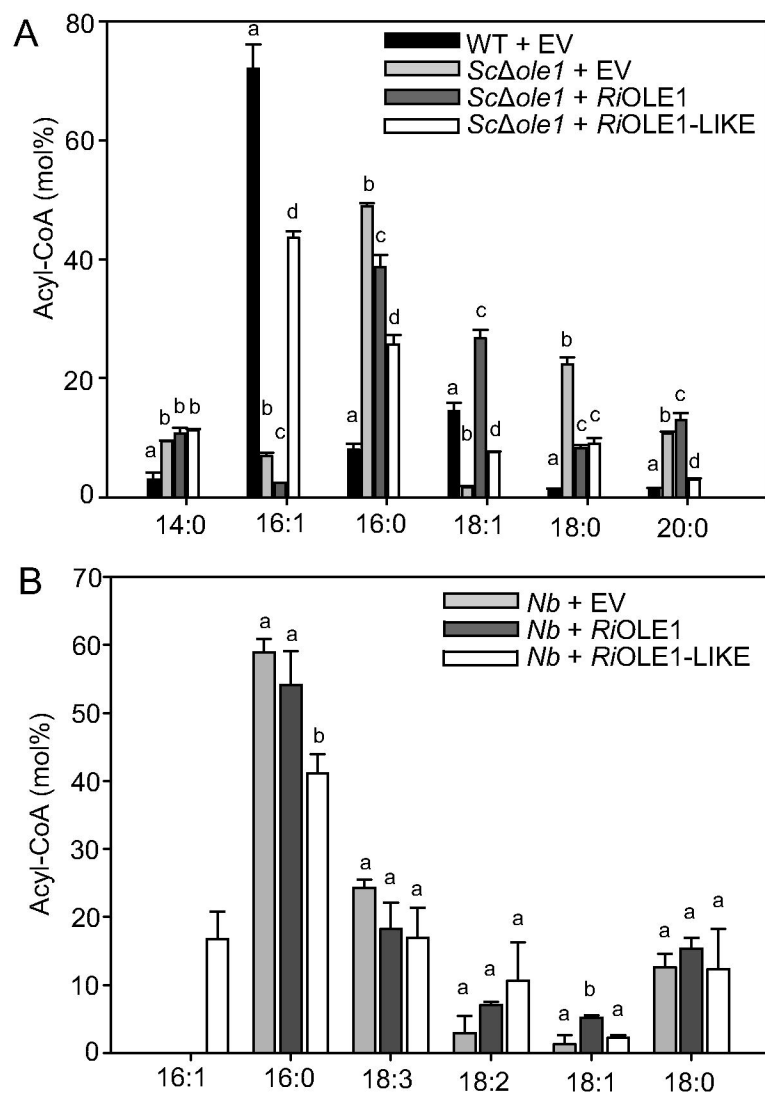 A
80
60
40
20
0
Acyl-CoA (mol%)
WT + EV
ScΔole1 + EV
ScΔole1 + RiOLE1
ScΔole1 + RiOLE1-LIKE
a b b b
a b c d
a b c d
a b c d
a b c c
a b c d
14:0 16:1 16:0 18:1 18:0 20:0
B
70
60
50
40
30
20
10
0
Acyl-CoA (mol%)
Nb + EV
Nb + RiOLE1
Nb + RiOLE1-LIKE
a a b
a a a
a a a
a b a
a a a
16:1 16:0 18:3 18:2 18:1 18:0